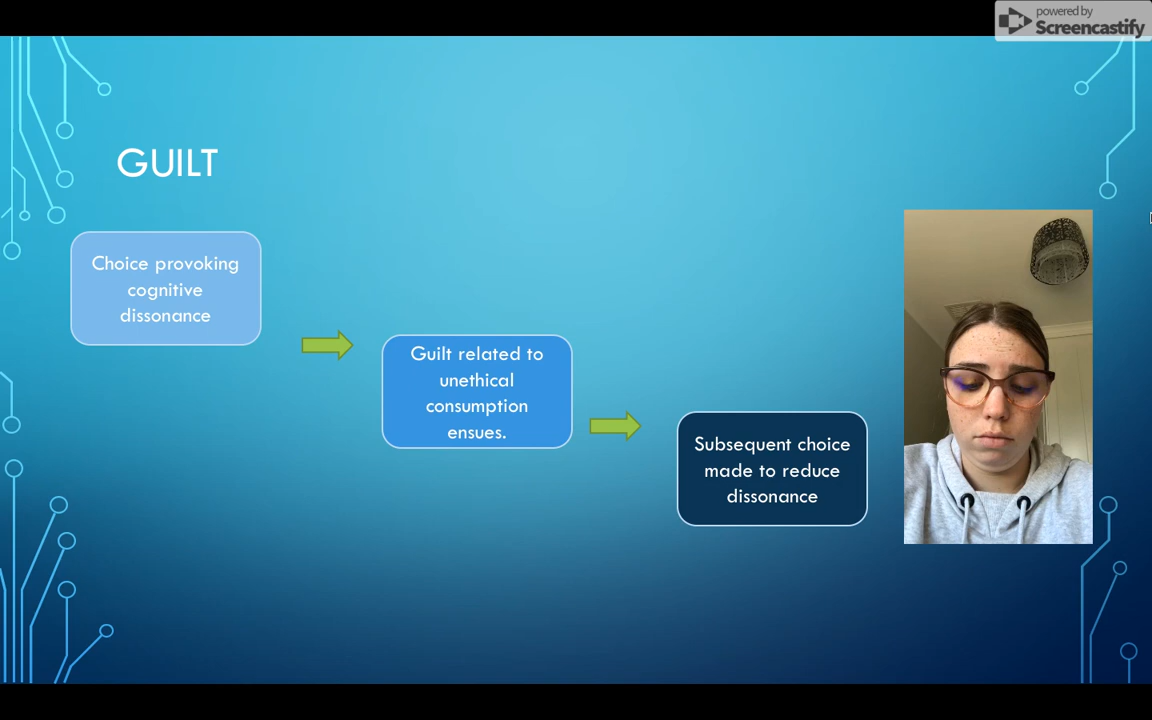 powered by
Screencastify
GUILT
Choice provoking
cognitive
dissonance
Guilt related to
unethical
consumption
ensues.
Subsequent choice
made to reduce
dissonance